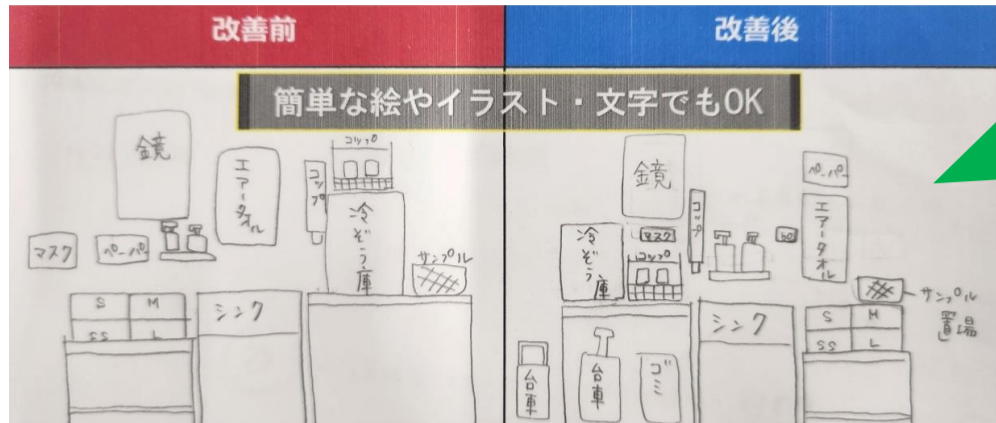 改善前
改善後
簡単な絵やイラスト・文字でもOK
鏡
エアータオル
コップ
コップ
冷ぞう庫
マスク
ペーパー
サンプル
S M
SS L
シンク
鏡
ペーパー
エアータオル
コップ
マスク
冷ぞう庫
コップ
サンプル
置場
シンク
S M
SS L
台車
台車
ゴミ